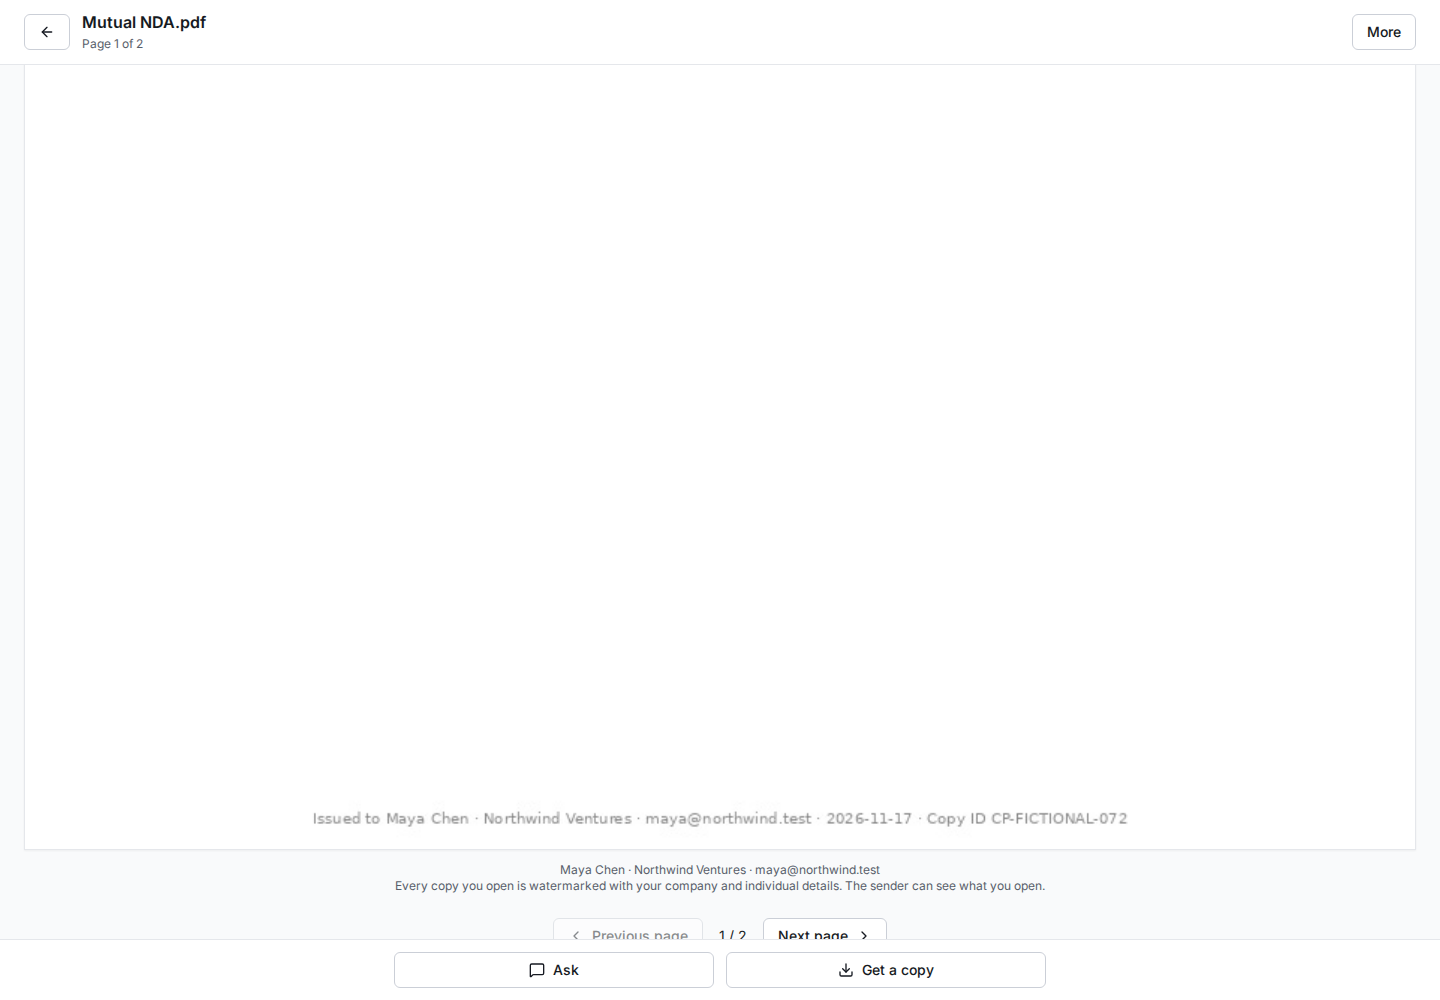 Mutual NDA.pdf
Page 1 of 2
More
Issued to Maya Chen · Northwind Ventures · maya@northwind.test · 2026-11-17 · Copy ID CP-FICTIONAL-072
Maya Chen · Northwind Ventures · maya@northwind.test
Every copy you open is watermarked with your company and individual details. The sender can see what you open.
Previous page 1 / 2 Next page
Ask
Get a copy